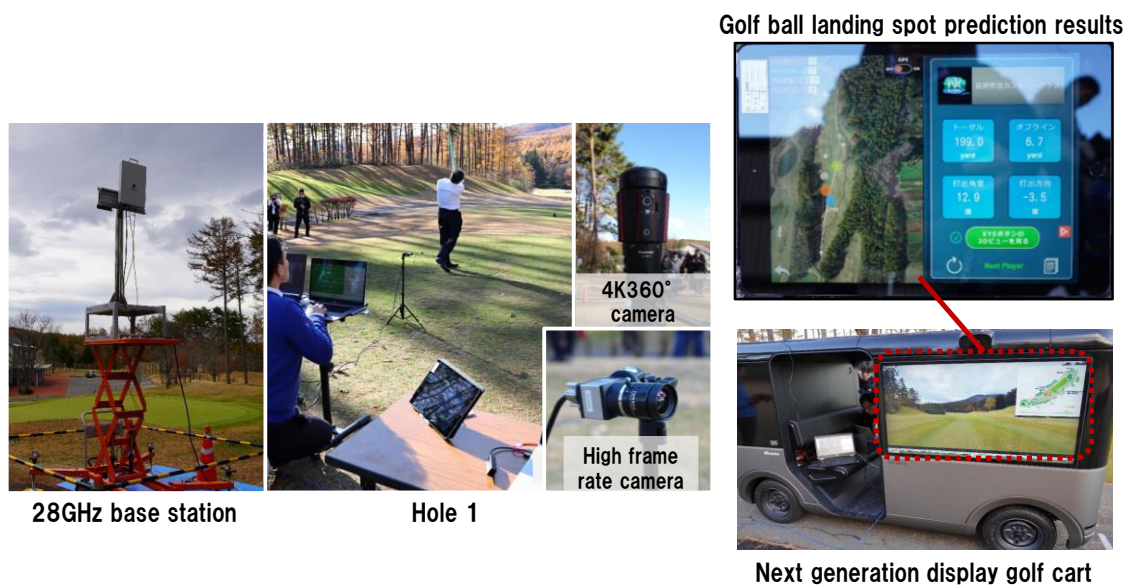 Golf ball landing spot prediction results
GPS
トータル
199.0
yard
オフライン
6.7
yard
打出角度
12.9
度
打出方向
-3.5
EYEボタンの
3Dビューを見る
Next Player
4K360°
camera
High frame
rate camera
28GHz base station
Hole 1
Next generation display golf cart